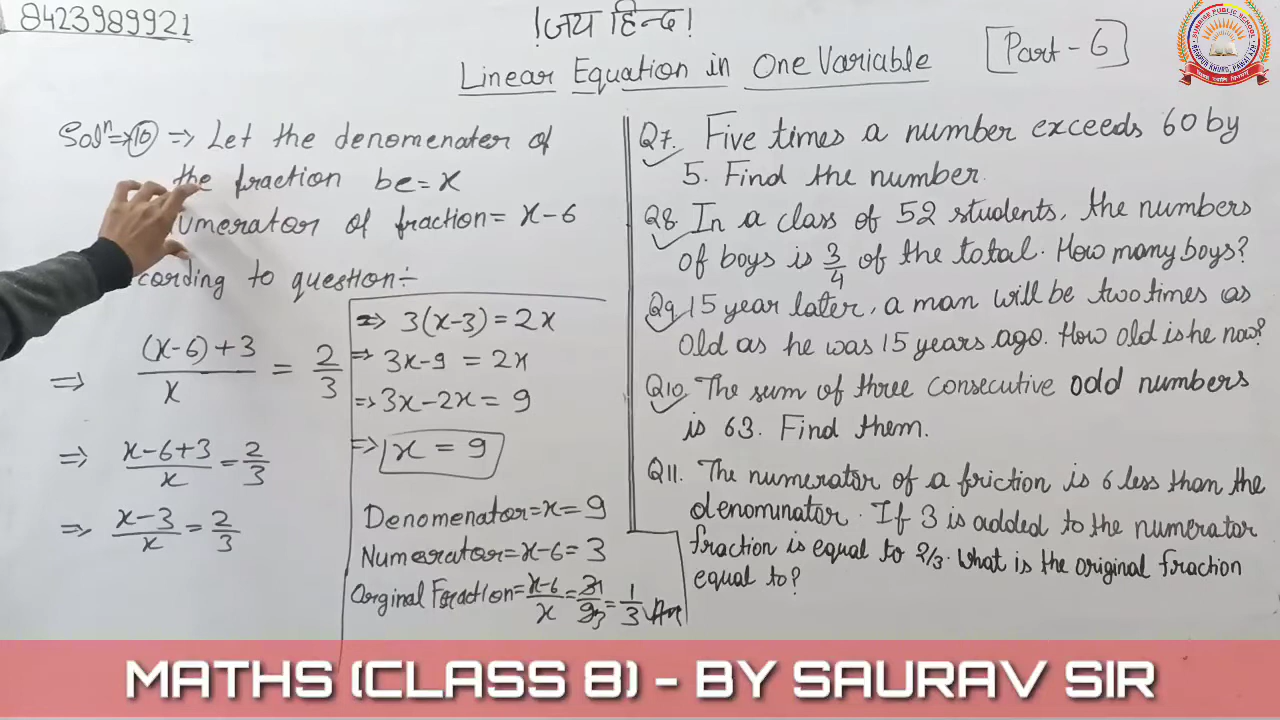 8423989921
!जय हिन्द!
Linear Equation in One Variable
[Part-6]
Solⁿ⇒ 10 ⇒ Let the denomenater of
the fraction be = x
numerator of fraction = x-6
cording to question÷
⇒ (x-6)+3/x = 2/3
⇒ x-6+3/x = 2/3
⇒ x-3/x = 2/3
⇒ 3(x-3) = 2x
⇒ 3x-9 = 2x
⇒ 3x-2x = 9
⇒ x = 9
Denomenator = x = 9
Numerator = x-6 = 3
Orginal Fraction = x-6/x = 31/93 = 1/3 Ans
Q7. Five times a number exceeds 60 by
5. Find the number.
Q8. In a class of 52 students, the numbers
of boys is 3/4 of the total. How many boys?
Q9. 15 year later, a man will be two times as
old as he was 15 years ago. How old is he now?
Q10. The sum of three consecutive odd numbers
is 63. Find them.
Q11. The numerator of a friction is 6 less than the
denominator. If 3 is added to the numerator
fraction is equal to 2/3. What is the original fraction
equal to?
MATHS (CLASS 8) - BY SAURAV SIR